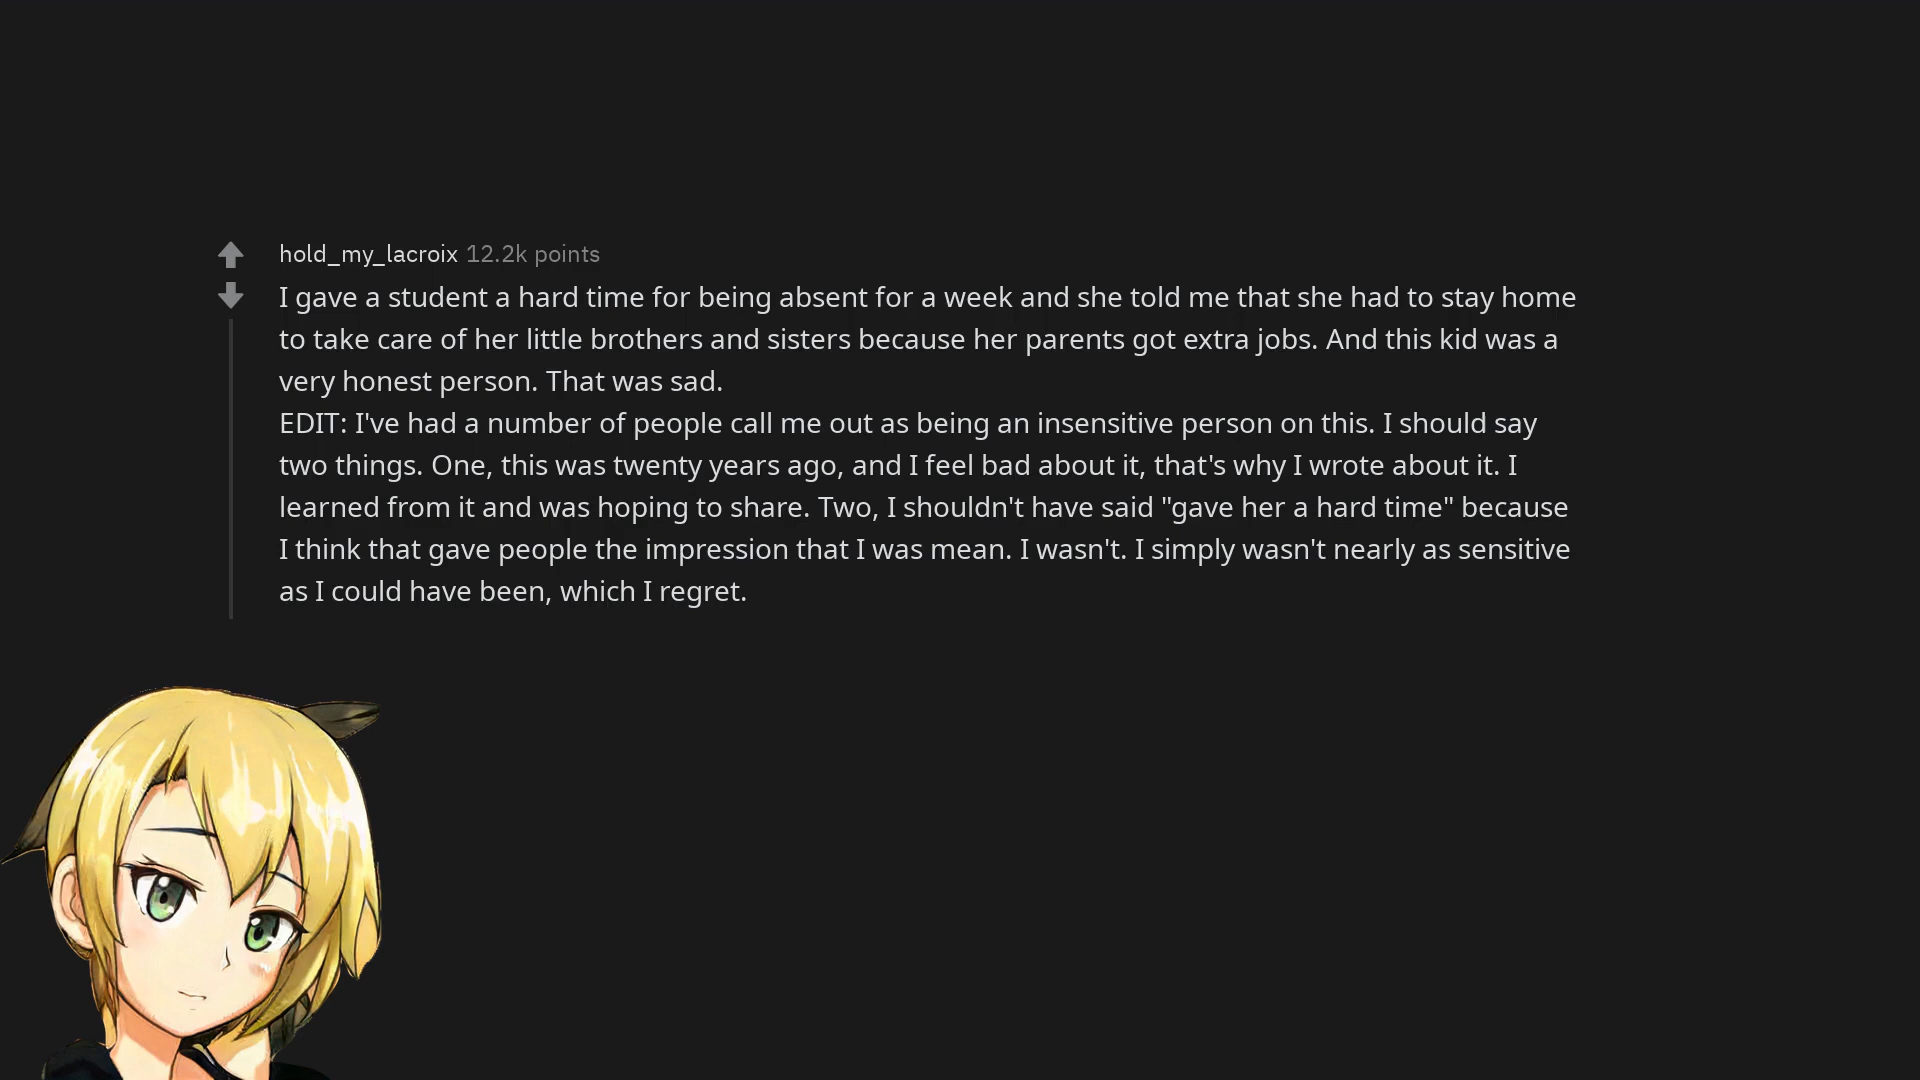 hold_my_lacroix 12.2k points
I gave a student a hard time for being absent for a week and she told me that she had to stay home
to take care of her little brothers and sisters because her parents got extra jobs. And this kid was a
very honest person. That was sad.
EDIT: I've had a number of people call me out as being an insensitive person on this. I should say
two things. One, this was twenty years ago, and I feel bad about it, that's why I wrote about it. I
learned from it and was hoping to share. Two, I shouldn't have said "gave her a hard time" because
I think that gave people the impression that I was mean. I wasn't. I simply wasn't nearly as sensitive
as I could have been, which I regret.